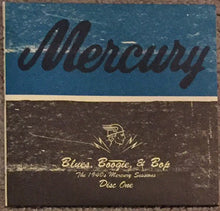 Mercury
Blues, Boogie, & Bop
The 1940s Mercury Sessions
Disc One